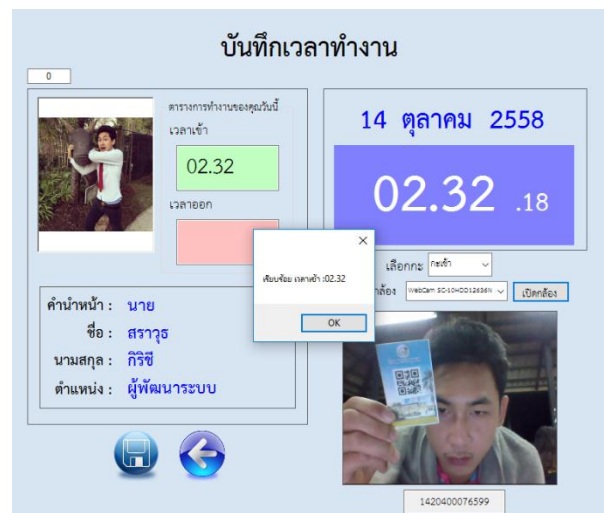 บันทึกเวลาทำงาน
0
ตารางการทำงานของคุณวันนี้
เวลาเข้า
02.32
เวลาออก
14 ตุลาคม 2558
02.32 .18
เรียบร้อย เวลาเข้า :02.32
OK
เลือกกะ กะเช้า
กล้อง WebCam SC-10HDD12636N เปิดกล้อง
คำนำหน้า : นาย
ชื่อ : สราวุธ
นามสกุล : กิริชี
ตำแหน่ง : ผู้พัฒนาระบบ
1420400076599